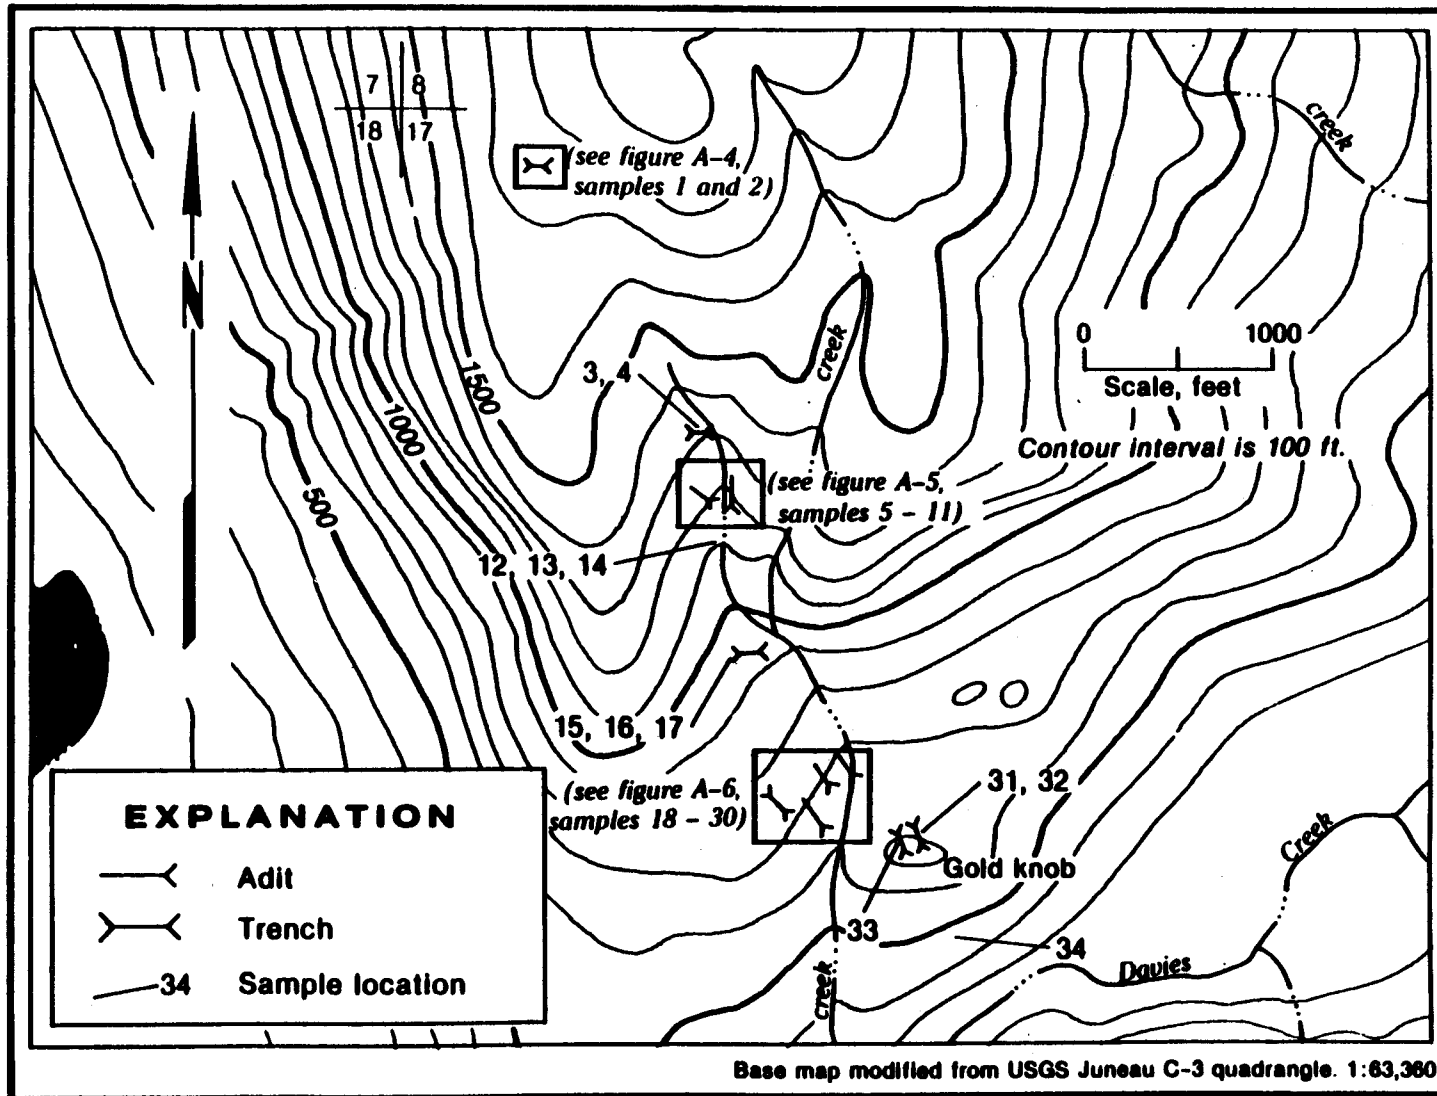 7 8
18 17
creek
(see figure A-4,
samples 1 and 2)
N
0 1000
Scale, feet
creek
3, 4
1500
1000
Contour interval is 100 ft.
500
(see figure A-5,
samples 5 - 11)
12, 13, 14
15, 16, 17
(see figure A-6,
samples 18 - 30)
31, 32
Gold knob
Creek
33
34
Davies
creek
EXPLANATION
Adit
Trench
34 Sample location
Base map modified from USGS Juneau C-3 quadrangle. 1:63,360